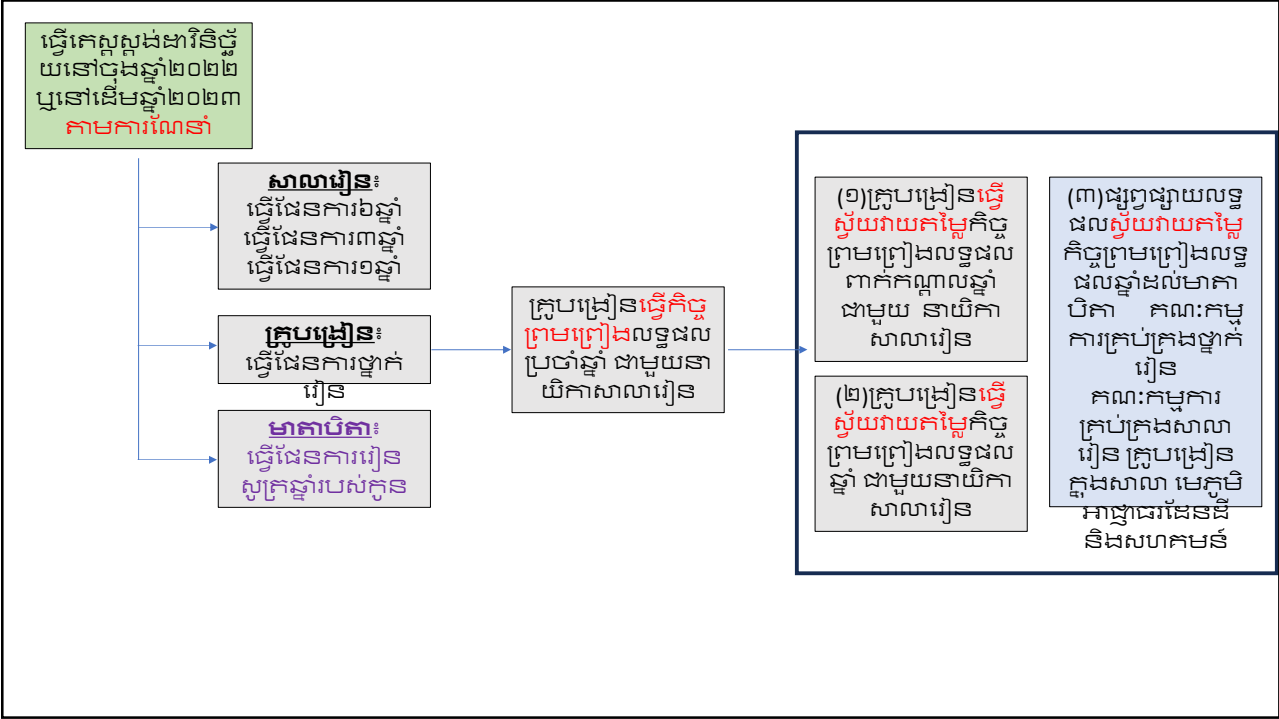 ធ្វើតេស្តស្តង់ដាវិនិច្ឆ័
យនៅចុងឆ្នាំ២០២២
ឬនៅដើមឆ្នាំ២០២៣
តាមការណែនាំ
សាលារៀន៖
ធ្វើផែនការ៦ឆ្នាំ
ធ្វើផែនការ៣ឆ្នាំ
ធ្វើផែនការ១ឆ្នាំ
គ្រូបង្រៀន៖
ធ្វើផែនការថ្នាក់
រៀន
មាតាបិតា៖
ធ្វើផែនការរៀន
សូត្រឆ្នាំរបស់កូន
គ្រូបង្រៀនធ្វើកិច្ច
ព្រមព្រៀងលទ្ធផល
ប្រចាំឆ្នាំ ជាមួយនា
យិកាសាលារៀន
(១)គ្រូបង្រៀនធ្វើ
ស្វ័យវាយតម្លៃកិច្ច
ព្រមព្រៀងលទ្ធផល
ពាក់កណ្តាលឆ្នាំ
ជាមួយ នាយិកា
សាលារៀន
(២)គ្រូបង្រៀនធ្វើ
ស្វ័យវាយតម្លៃកិច្ច
ព្រមព្រៀងលទ្ធផល
ឆ្នាំ ជាមួយនាយិកា
សាលារៀន
(៣)ផ្សព្វផ្សាយលទ្ធ
ផលស្វ័យវាយតម្លៃ
កិច្ចព្រមព្រៀងលទ្ធ
ផលឆ្នាំដល់មាតា
បិតា គណៈកម្ម
ការគ្រប់គ្រងថ្នាក់
រៀន
គណៈកម្មការ
គ្រប់គ្រងសាលា
រៀន គ្រូបង្រៀន
ក្នុងសាលា មេភូមិ
អាជ្ញាធរដែនដី
និងសហគមន៍